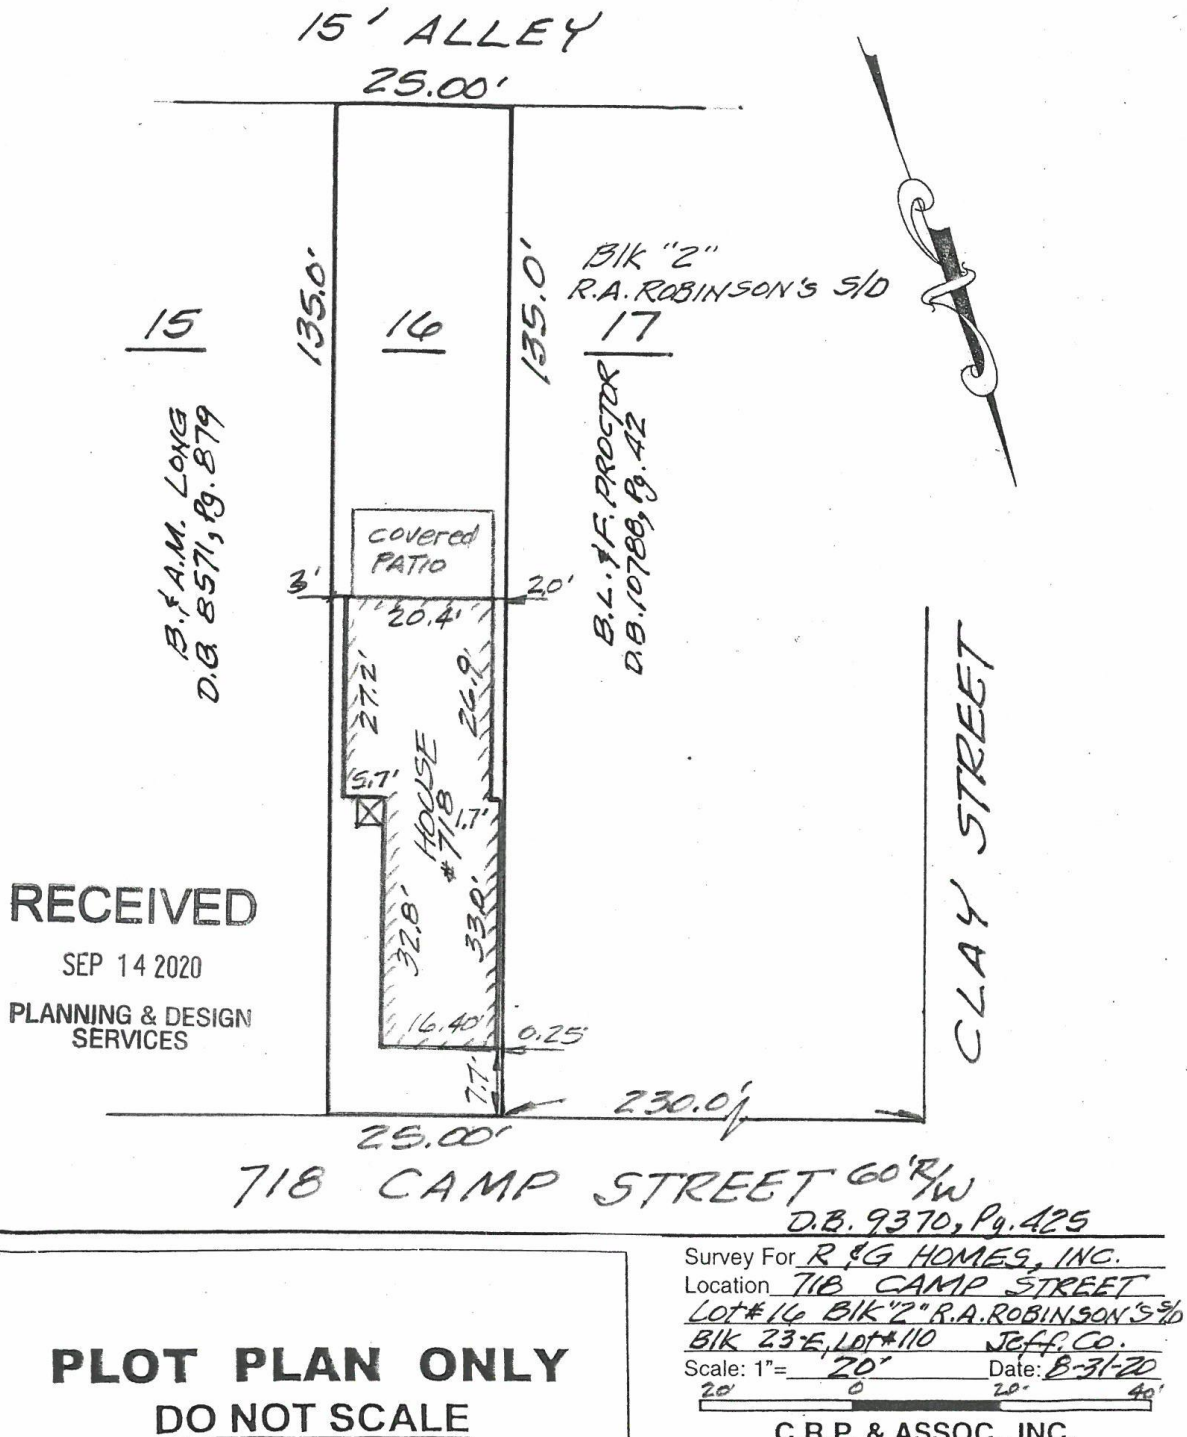 15' ALLEY
25.00'
135.0'
135.0'
Blk "2"
R.A. ROBINSON'S S/D
15
16
17
B. & A.M. LONG
D.B. 8571, Pg. 879
B.L. & F. PROCTOR
D.B. 10788, Pg. 42
covered
PATIO
3'
2.0'
20.4'
27.2'
26.9'
5.7'
1.7'
HOUSE
#718
32.8'
33.0'
16.40'
0.25'
7.7'
CLAY STREET
RECEIVED
SEP 14 2020
PLANNING & DESIGN
SERVICES
230.0'
25.00'
718 CAMP STREET 60' R/W
D.B. 9370, Pg. 425
Survey For R & G HOMES, INC.
Location 718 CAMP STREET
Lot #16 Blk "2" R.A. ROBINSON'S S/D
Blk 23-E, Lot #110 Jeff. Co.
Scale: 1"= 20' Date: 8-31-20
20' 0 20' 40'
C.R.P. & ASSOC., INC.
PLOT PLAN ONLY
DO NOT SCALE